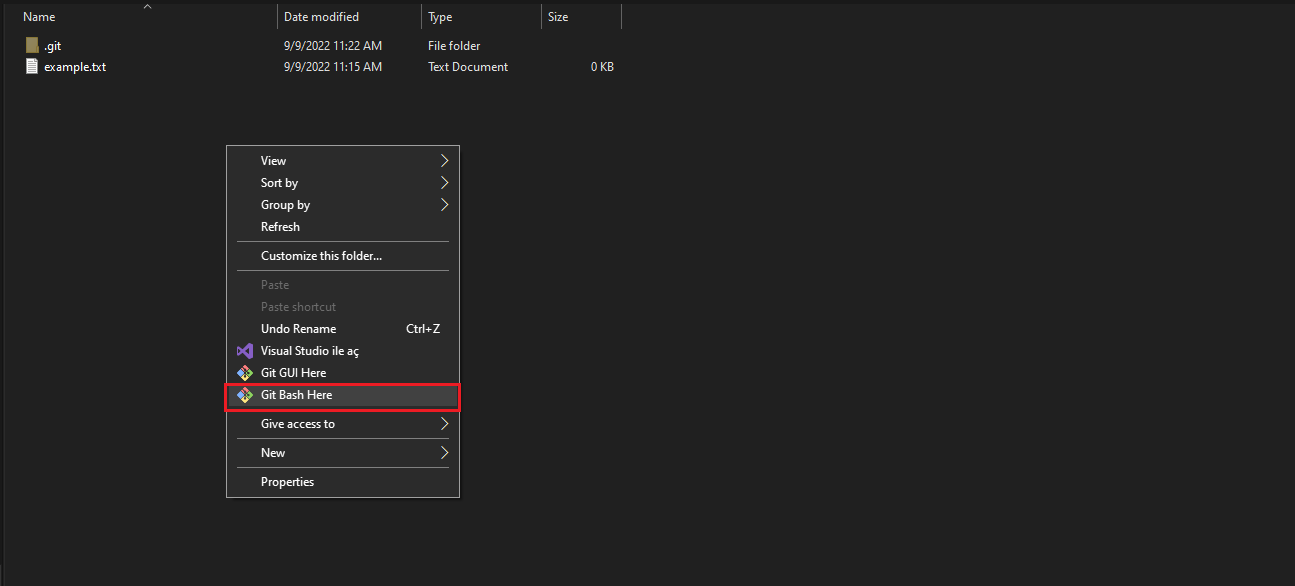 Name Date modified Type Size
.git 9/9/2022 11:22 AM File folder
example.txt 9/9/2022 11:15 AM Text Document 0 KB
View
Sort by
Group by
Refresh
Customize this folder...
Paste
Paste shortcut
Undo Rename Ctrl+Z
Visual Studio ile aç
Git GUI Here
Git Bash Here
Give access to
New
Properties